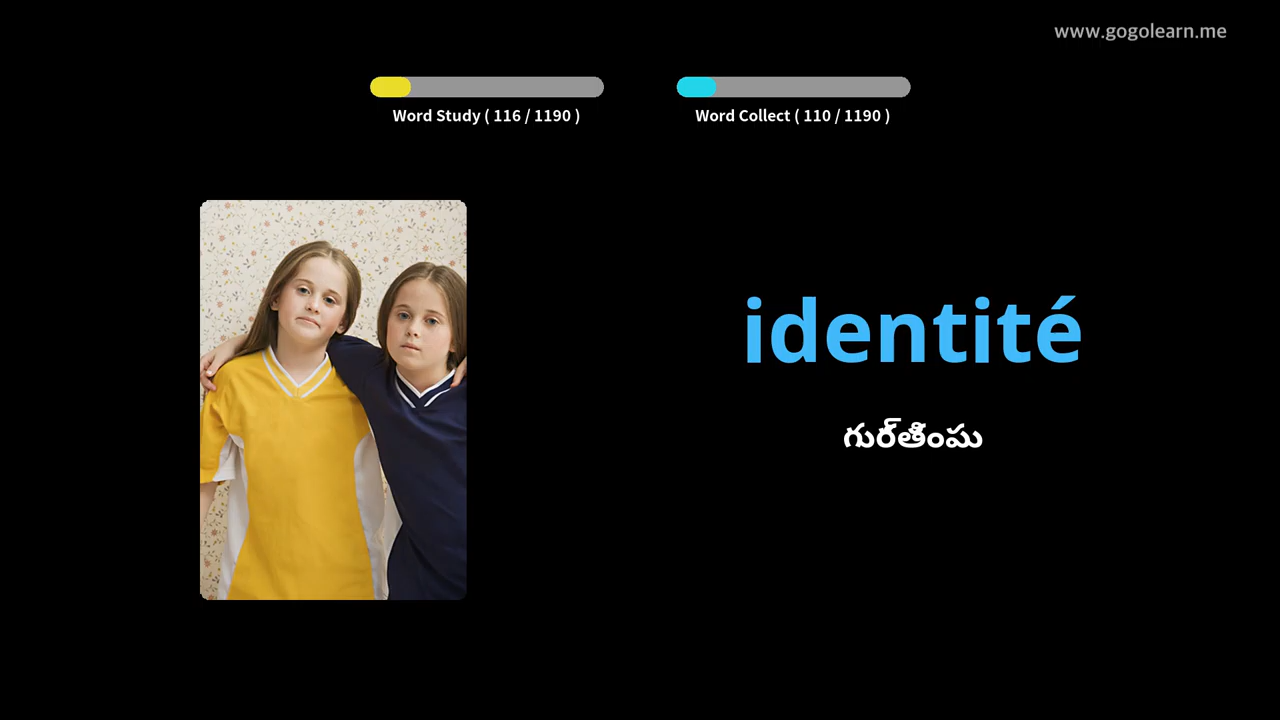 www.gogolearn.me
Word Study ( 116 / 1190 )
Word Collect ( 110 / 1190 )
identité
గుర్తింపు